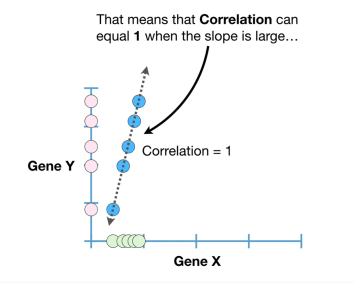 That means that Correlation can
equal 1 when the slope is large…
Correlation = 1
Gene Y
Gene X